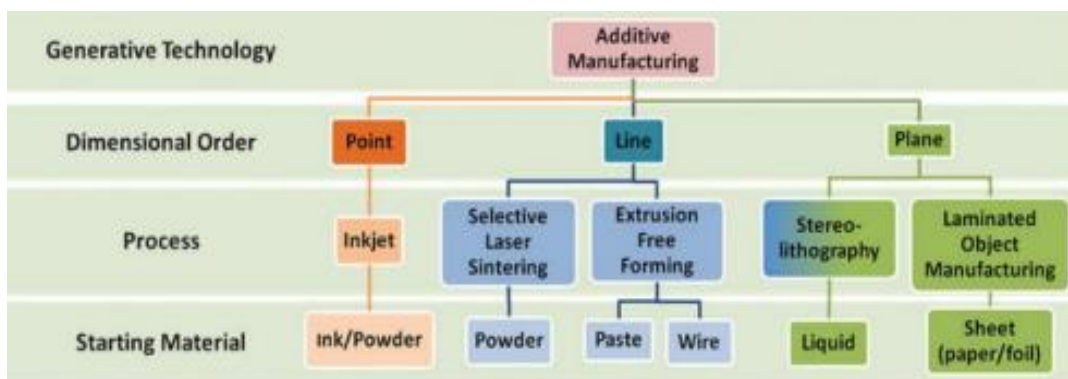 Generative Technology
Additive
Manufacturing
Dimensional Order
Point
Line
Plane
Process
Inkjet
Selective
Laser
Sintering
Extrusion
Free
Forming
Stereo-
lithography
Laminated
Object
Manufacturing
Starting Material
Ink/Powder
Powder
Paste
Wire
Liquid
Sheet
(paper/foil)